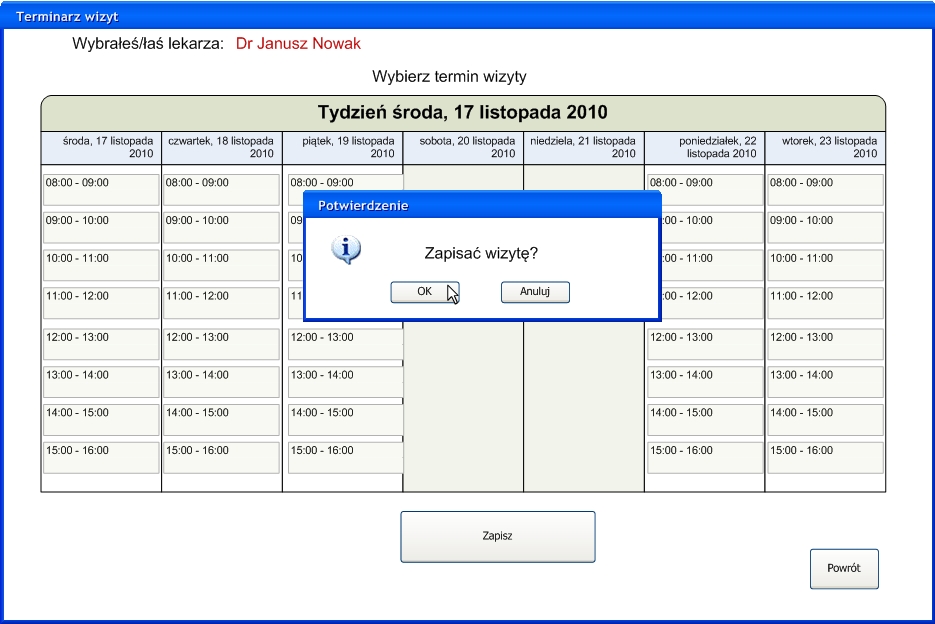 Terminarz wizyt
Wybrałeś/łaś lekarza: Dr Janusz Nowak
Wybierz termin wizyty
Tydzień środa, 17 listopada 2010
środa, 17 listopada 2010
czwartek, 18 listopada 2010
piątek, 19 listopada 2010
sobota, 20 listopada 2010
niedziela, 21 listopada 2010
poniedziałek, 22 listopada 2010
wtorek, 23 listopada 2010
08:00 - 09:00 08:00 - 09:00 08:00 - 09:00 08:00 - 09:00 08:00 - 09:00
Potwierdzenie
09:00 - 10:00 09:00 - 10:00 09 :00 - 10:00 09:00 - 10:00
Zapisać wizytę?
10:00 - 11:00 10:00 - 11:00 10 :00 - 11:00 10:00 - 11:00
OK Anuluj
11:00 - 12:00 11:00 - 12:00 11 :00 - 12:00 11:00 - 12:00
12:00 - 13:00 12:00 - 13:00 12:00 - 13:00 12:00 - 13:00 12:00 - 13:00
13:00 - 14:00 13:00 - 14:00 13:00 - 14:00 13:00 - 14:00 13:00 - 14:00
14:00 - 15:00 14:00 - 15:00 14:00 - 15:00 14:00 - 15:00 14:00 - 15:00
15:00 - 16:00 15:00 - 16:00 15:00 - 16:00 15:00 - 16:00 15:00 - 16:00
Zapisz
Powrót